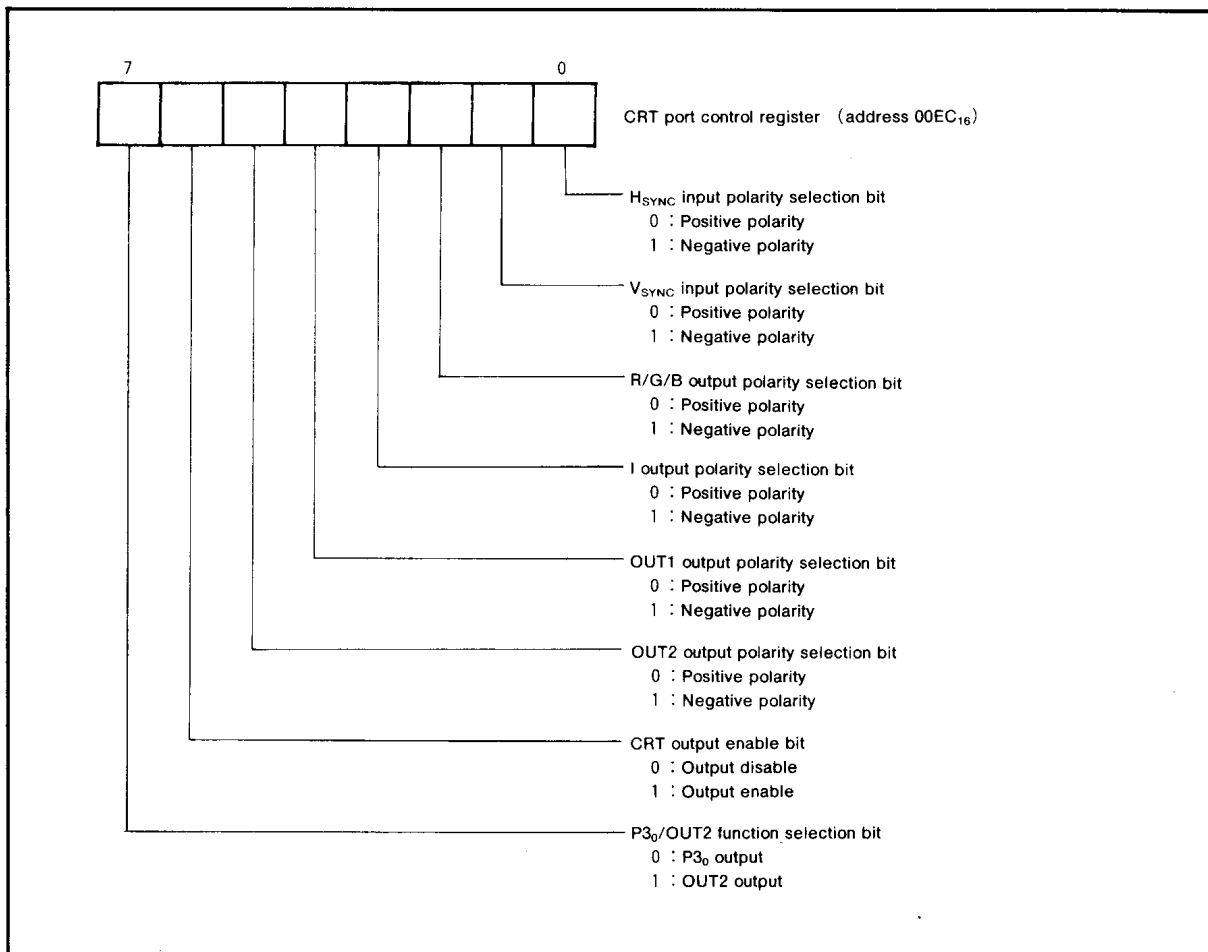 7 0
CRT port control register (address 00EC₁₆)
H_SYNC input polarity selection bit
0 : Positive polarity
1 : Negative polarity
V_SYNC input polarity selection bit
0 : Positive polarity
1 : Negative polarity
R/G/B output polarity selection bit
0 : Positive polarity
1 : Negative polarity
I output polarity selection bit
0 : Positive polarity
1 : Negative polarity
OUT1 output polarity selection bit
0 : Positive polarity
1 : Negative polarity
OUT2 output polarity selection bit
0 : Positive polarity
1 : Negative polarity
CRT output enable bit
0 : Output disable
1 : Output enable
P3₀/OUT2 function selection bit
0 : P3₀ output
1 : OUT2 output